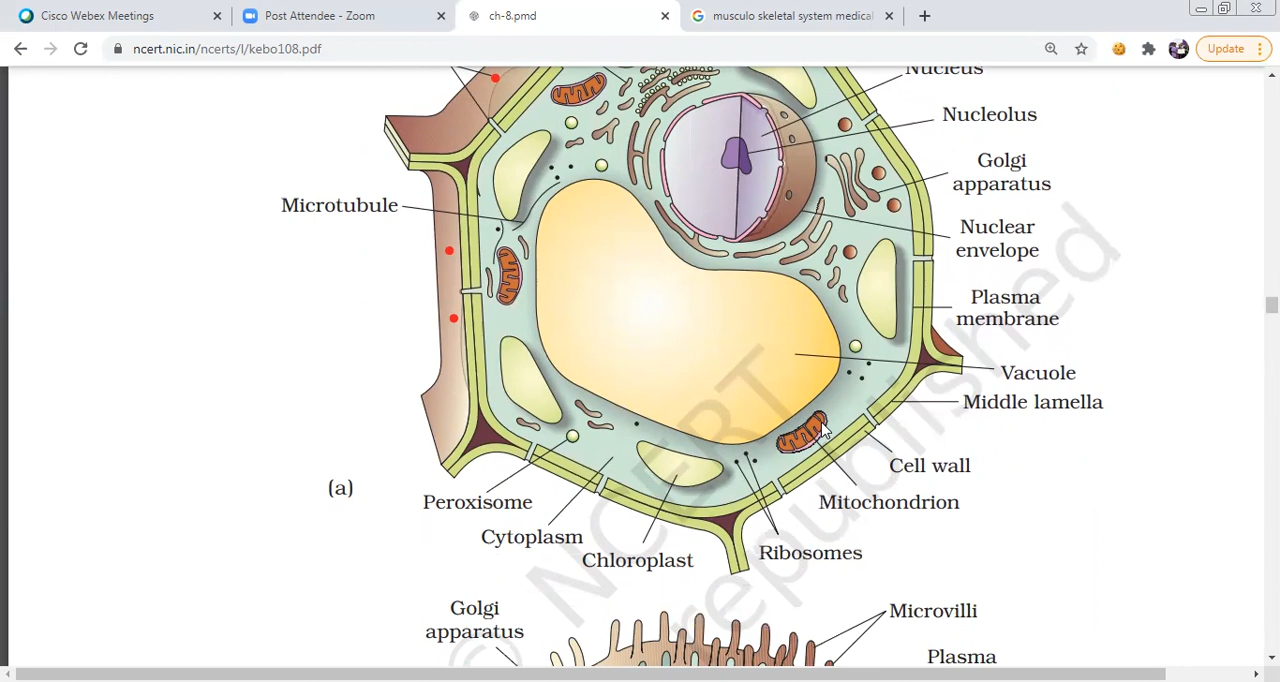 Cisco Webex Meetings
Post Attendee - Zoom
ch-8.pmd
musculo skeletal system medical
ncert.nic.in/ncerts/l/kebo108.pdf
Update
Nucleus
Nucleolus
Golgi
apparatus
Microtubule
Nuclear
envelope
Plasma
membrane
Vacuole
Middle lamella
Cell wall
(a)
Peroxisome
Mitochondrion
Cytoplasm
Chloroplast
Ribosomes
© NCERT
republished
Golgi
apparatus
Microvilli
Plasma